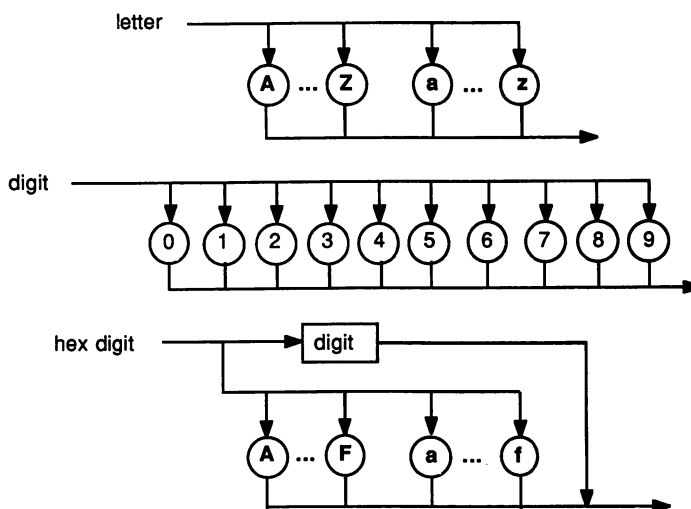 letter
A ... Z a ... z
digit
0 1 2 3 4 5 6 7 8 9
hex digit digit
A ... F a ... f